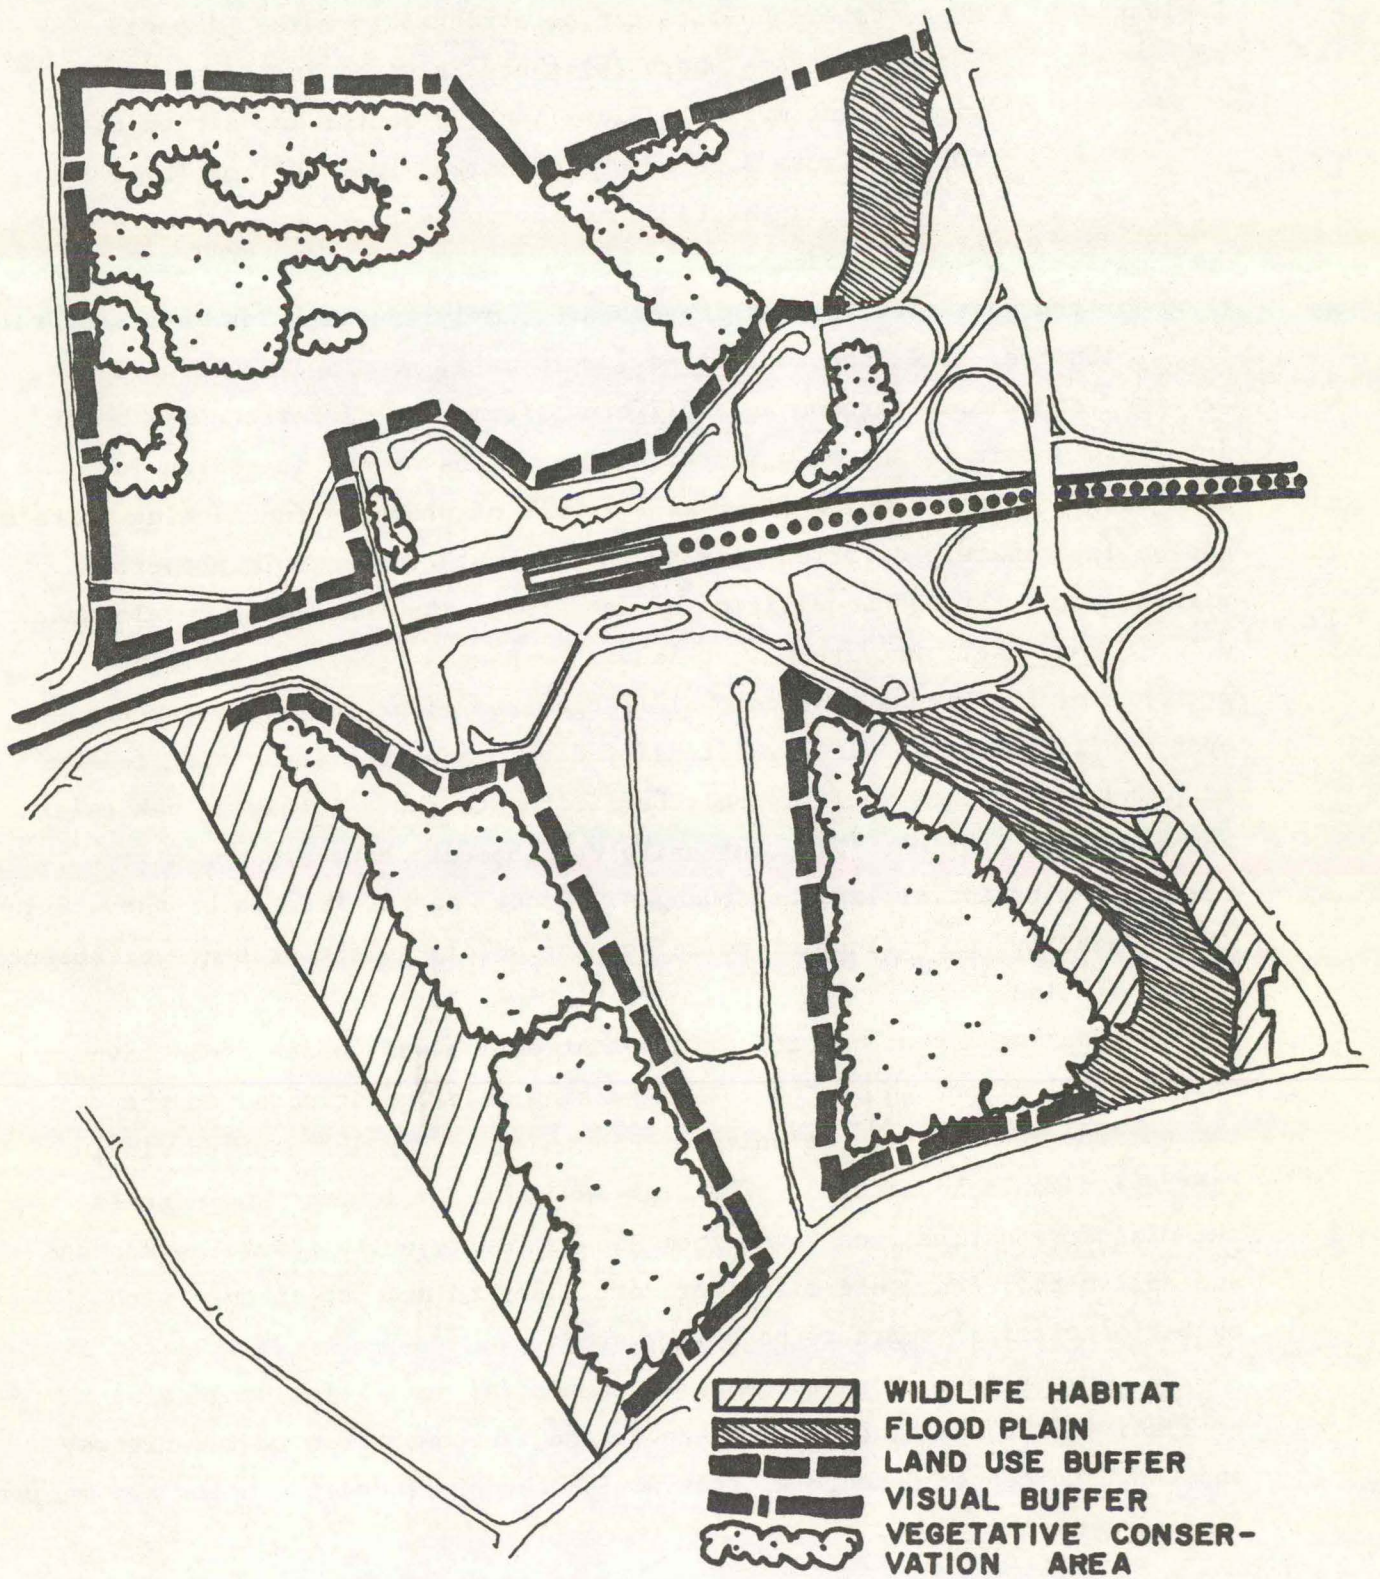 WILDLIFE HABITAT
FLOOD PLAIN
LAND USE BUFFER
VISUAL BUFFER
VEGETATIVE CONSER-
VATION AREA